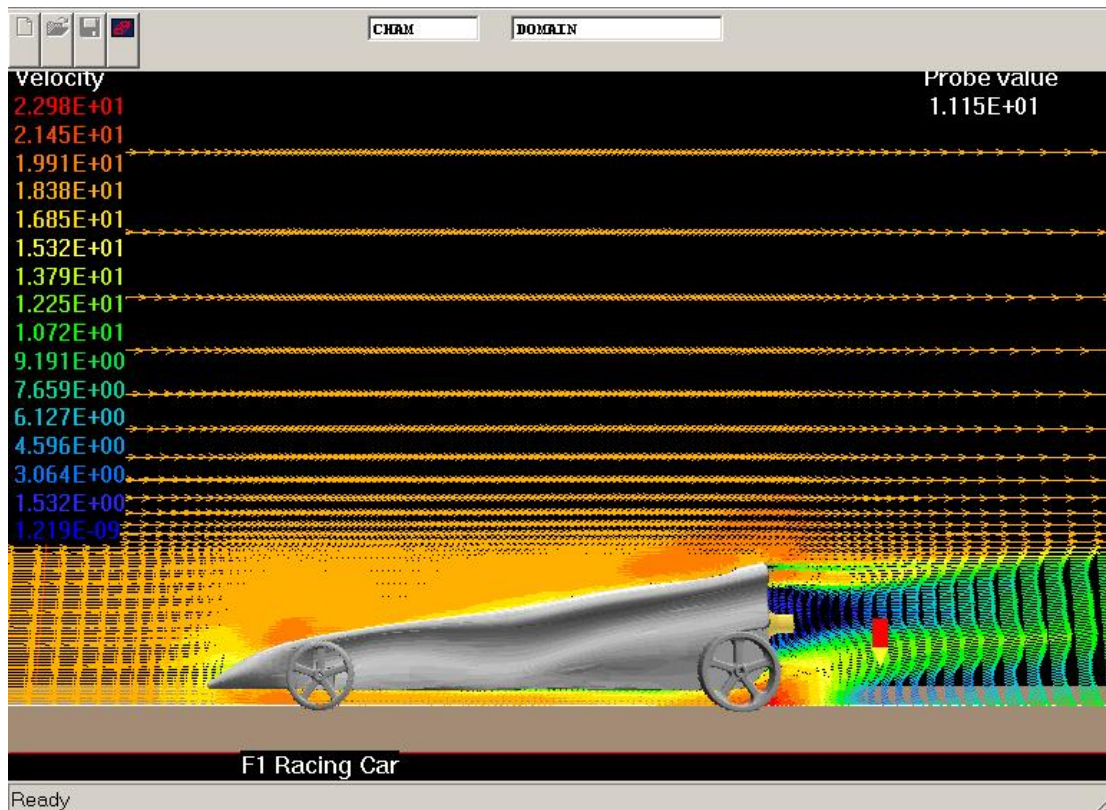 CHAM DOMAIN
Velocity
2.298E+01
2.145E+01
1.991E+01
1.838E+01
1.685E+01
1.532E+01
1.379E+01
1.225E+01
1.072E+01
9.191E+00
7.659E+00
6.127E+00
4.596E+00
3.064E+00
1.532E+00
1.219E-09
Probe value
1.115E+01
F1 Racing Car
Ready